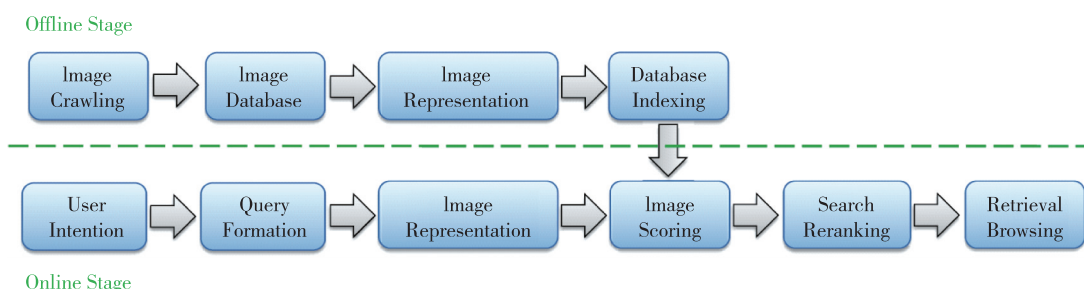 Offline Stage
Image
Crawling
Image
Database
Image
Representation
Database
Indexing
User
Intention
Query
Formation
Image
Representation
Image
Scoring
Search
Reranking
Retrieval
Browsing
Online Stage